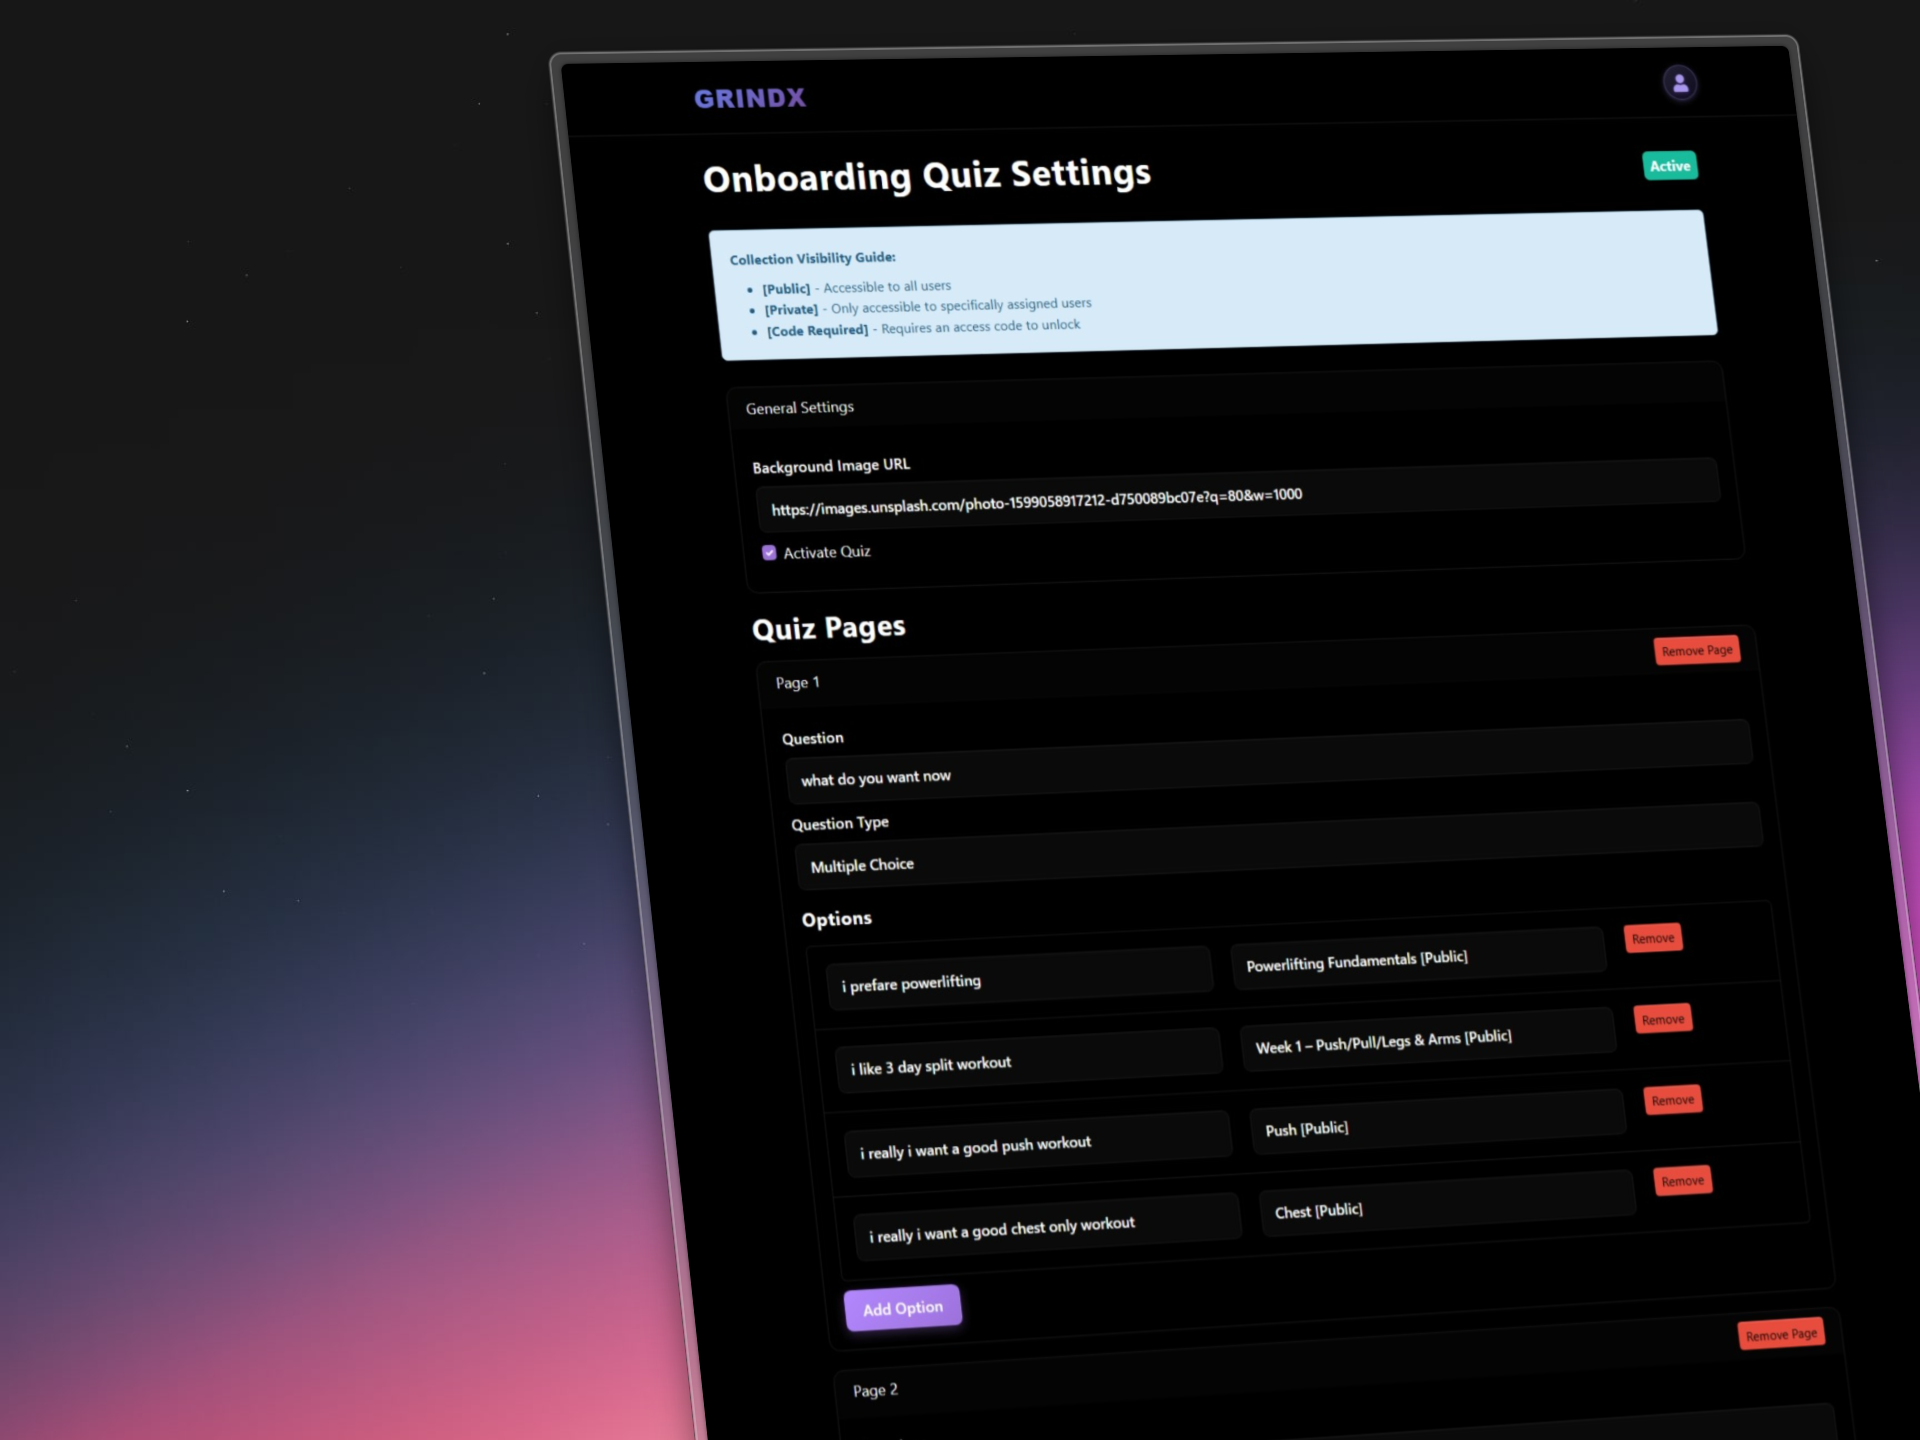 GRINDX
Onboarding Quiz Settings
Active
Collection Visibility Guide:
[Public] - Accessible to all users
[Private] - Only accessible to specifically assigned users
[Code Required] - Requires an access code to unlock
General Settings
Background Image URL
https://images.unsplash.com/photo-1599058917212-d750089bc07e?q=80&w=1000
Activate Quiz
Quiz Pages
Page 1
Remove Page
Question
what do you want now
Question Type
Multiple Choice
Options
i prefare powerlifting
Powerlifting Fundamentals [Public]
Remove
i like 3 day split workout
Week 1 – Push/Pull/Legs & Arms [Public]
Remove
i really i want a good push workout
Push [Public]
Remove
i really i want a good chest only workout
Chest [Public]
Remove
Add Option
Page 2
Remove Page